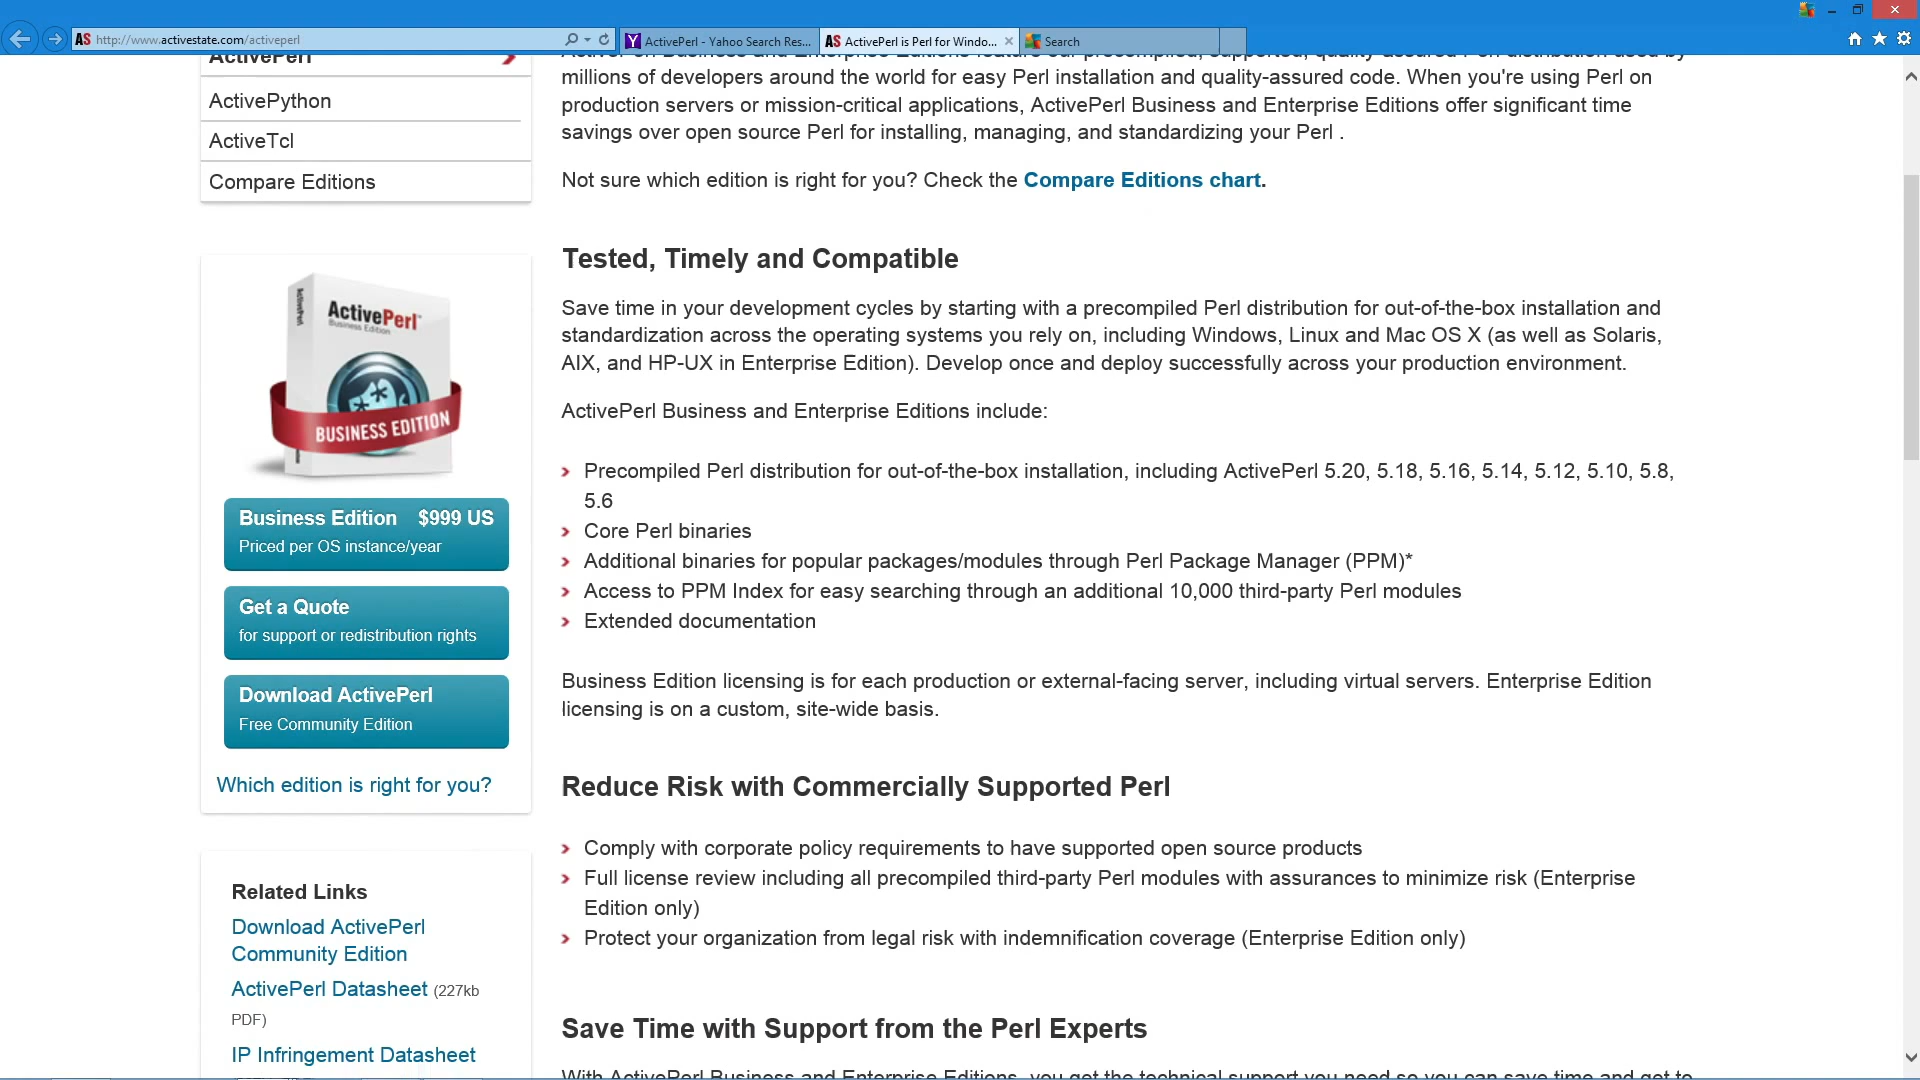 AS http://www.activestate.com/activeperl
ActivePerl - Yahoo Search Res...
AS ActivePerl is Perl for Windo...
Search
ActivePerl
ActivePython
ActiveTcl
Compare Editions
ActivePerl
Business Edition
ActivePerl
BUSINESS EDITION
Business Edition $999 US
Priced per OS instance/year
Get a Quote
for support or redistribution rights
Download ActivePerl
Free Community Edition
Which edition is right for you?
Related Links
Download ActivePerl
Community Edition
ActivePerl Datasheet (227kb
PDF)
IP Infringement Datasheet
ActivePerl Business and Enterprise Editions feature our precompiled, supported, quality-assured Perl distribution used by
millions of developers around the world for easy Perl installation and quality-assured code. When you're using Perl on
production servers or mission-critical applications, ActivePerl Business and Enterprise Editions offer significant time
savings over open source Perl for installing, managing, and standardizing your Perl .
Not sure which edition is right for you? Check the Compare Editions chart.
Tested, Timely and Compatible
Save time in your development cycles by starting with a precompiled Perl distribution for out-of-the-box installation and
standardization across the operating systems you rely on, including Windows, Linux and Mac OS X (as well as Solaris,
AIX, and HP-UX in Enterprise Edition). Develop once and deploy successfully across your production environment.
ActivePerl Business and Enterprise Editions include:
Precompiled Perl distribution for out-of-the-box installation, including ActivePerl 5.20, 5.18, 5.16, 5.14, 5.12, 5.10, 5.8,
5.6
Core Perl binaries
Additional binaries for popular packages/modules through Perl Package Manager (PPM)*
Access to PPM Index for easy searching through an additional 10,000 third-party Perl modules
Extended documentation
Business Edition licensing is for each production or external-facing server, including virtual servers. Enterprise Edition
licensing is on a custom, site-wide basis.
Reduce Risk with Commercially Supported Perl
Comply with corporate policy requirements to have supported open source products
Full license review including all precompiled third-party Perl modules with assurances to minimize risk (Enterprise
Edition only)
Protect your organization from legal risk with indemnification coverage (Enterprise Edition only)
Save Time with Support from the Perl Experts
With ActivePerl Business and Enterprise Editions, you get the technical support you need so you can save time and get to